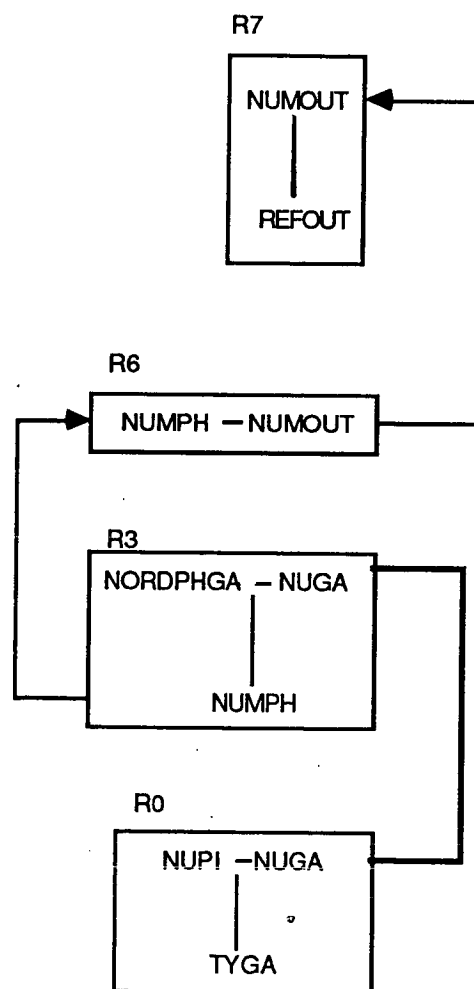 R7
NUMOUT
REFOUT
R6
NUMPH – NUMOUT
R3
NORDPHGA – NUGA
NUMPH
R0
NUPI – NUGA
TYGA